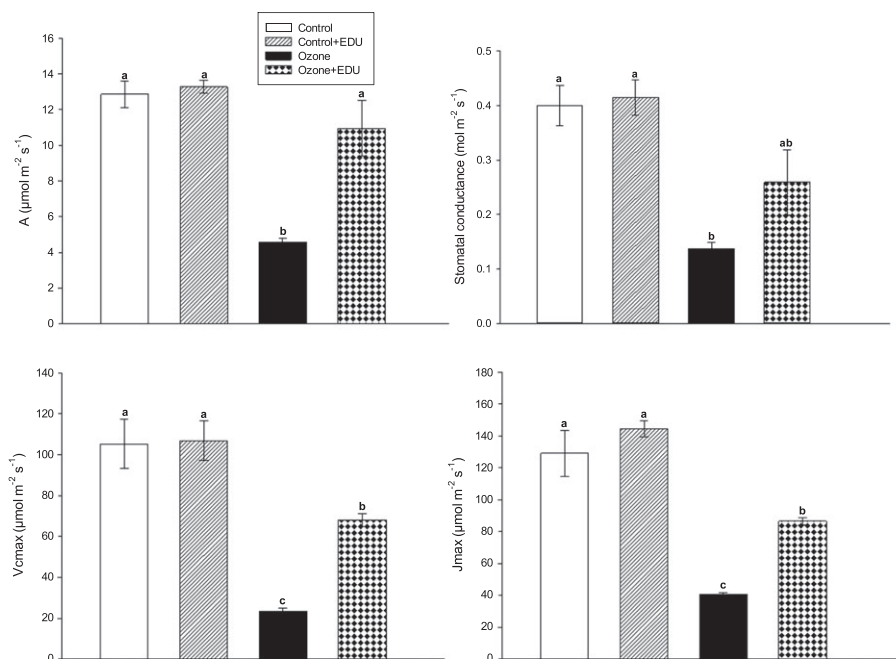 Control
Control+EDU
Ozone
Ozone+EDU
16
14
12
10
8
6
4
2
0
A (µmol m⁻² s⁻¹)
a
a
b
a
0.5
0.4
0.3
0.2
0.1
0.0
Stomatal conductance (mol m⁻² s⁻¹)
a
a
b
ab
140
120
100
80
60
40
20
0
Vcmax (µmol m⁻² s⁻¹)
a
a
c
b
180
160
140
120
100
80
60
40
20
0
Jmax (µmol m⁻² s⁻¹)
a
a
c
b